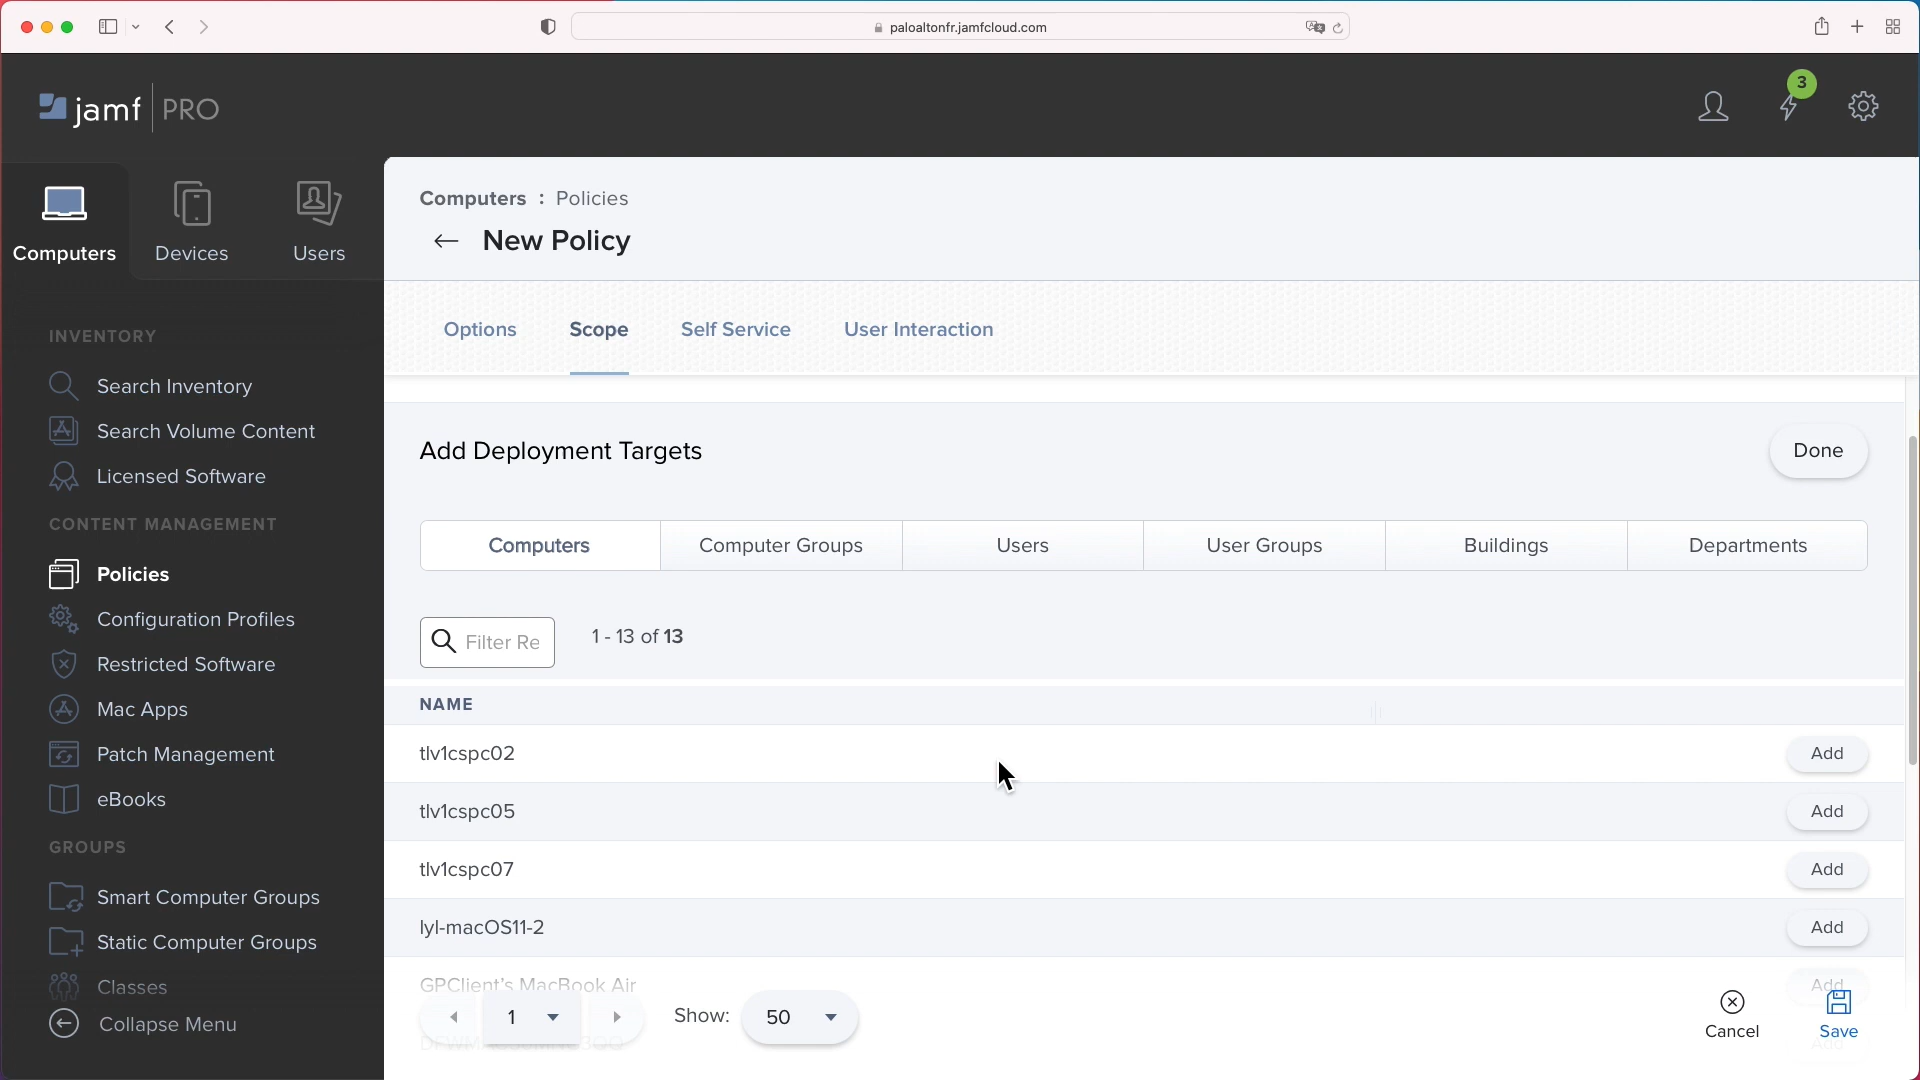 paloaltonfr.jamfcloud.com
jamf PRO
3
Computers
Devices
Users
INVENTORY
Search Inventory
Search Volume Content
Licensed Software
CONTENT MANAGEMENT
Policies
Configuration Profiles
Restricted Software
Mac Apps
Patch Management
eBooks
GROUPS
Smart Computer Groups
Static Computer Groups
Classes
Collapse Menu
Computers : Policies
New Policy
Options Scope Self Service User Interaction
Add Deployment Targets
Done
Computers Computer Groups Users User Groups Buildings Departments
Filter Re
1 - 13 of 13
NAME
tlv1cspc02 Add
tlv1cspc05 Add
tlv1cspc07 Add
lyl-macOS11-2 Add
GPClient's MacBook Air Add
1 Show: 50
Cancel Save
Add